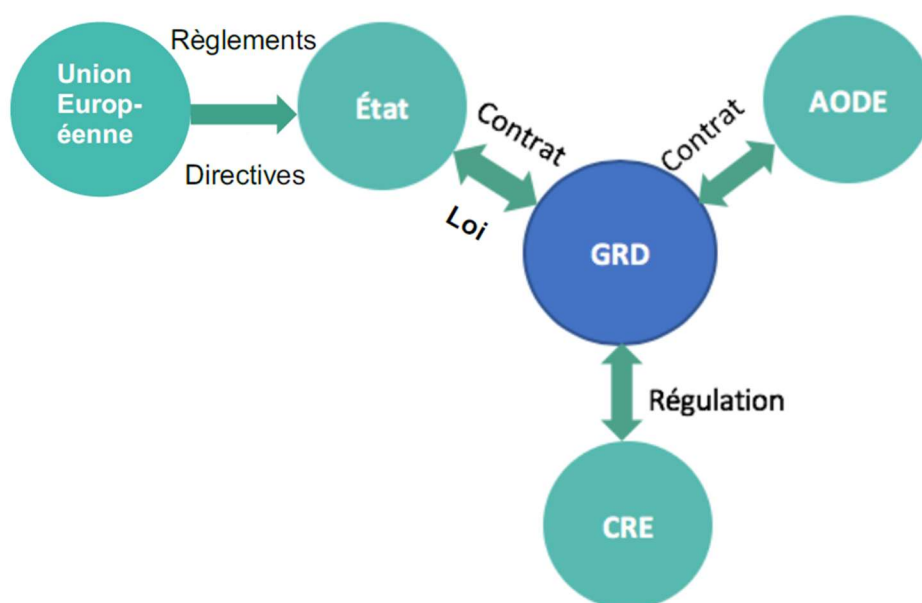 Règlements
Union
Europ-
éenne
État
AODE
Directives
Contrat
Loi
Contrat
GRD
Régulation
CRE